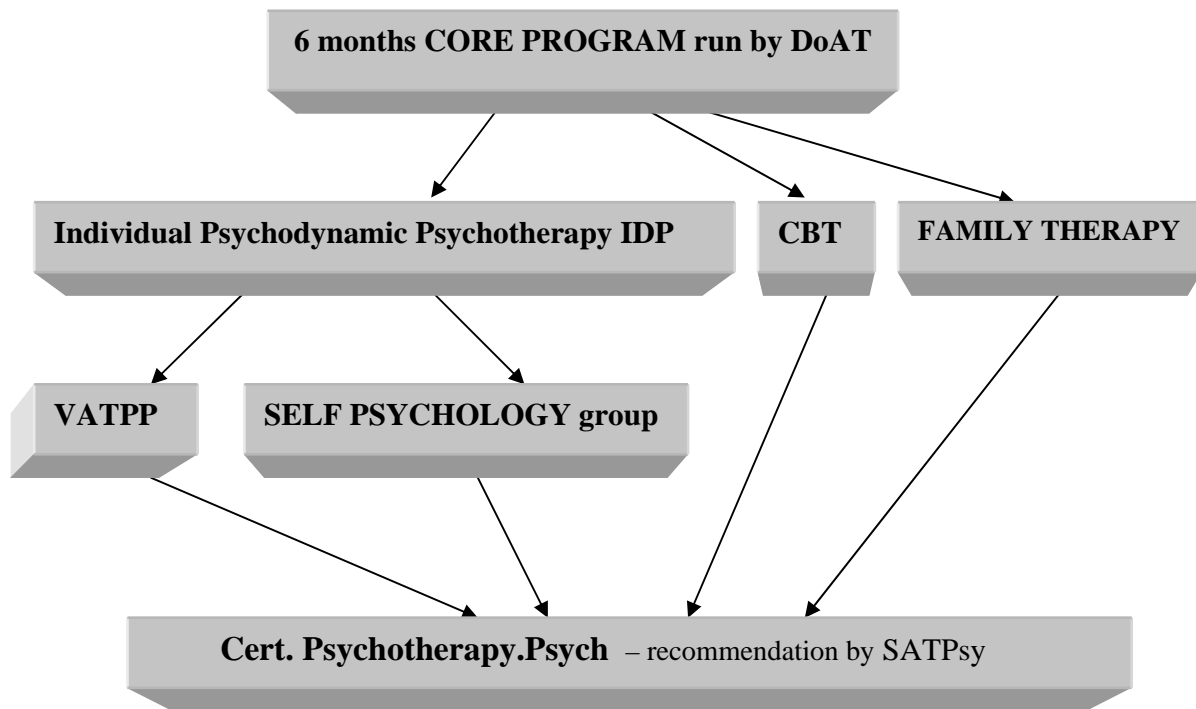 6 months CORE PROGRAM run by DoAT
Individual Psychodynamic Psychotherapy IDP
CBT
FAMILY THERAPY
VATPP
SELF PSYCHOLOGY group
Cert. Psychotherapy.Psych – recommendation by SATPsy